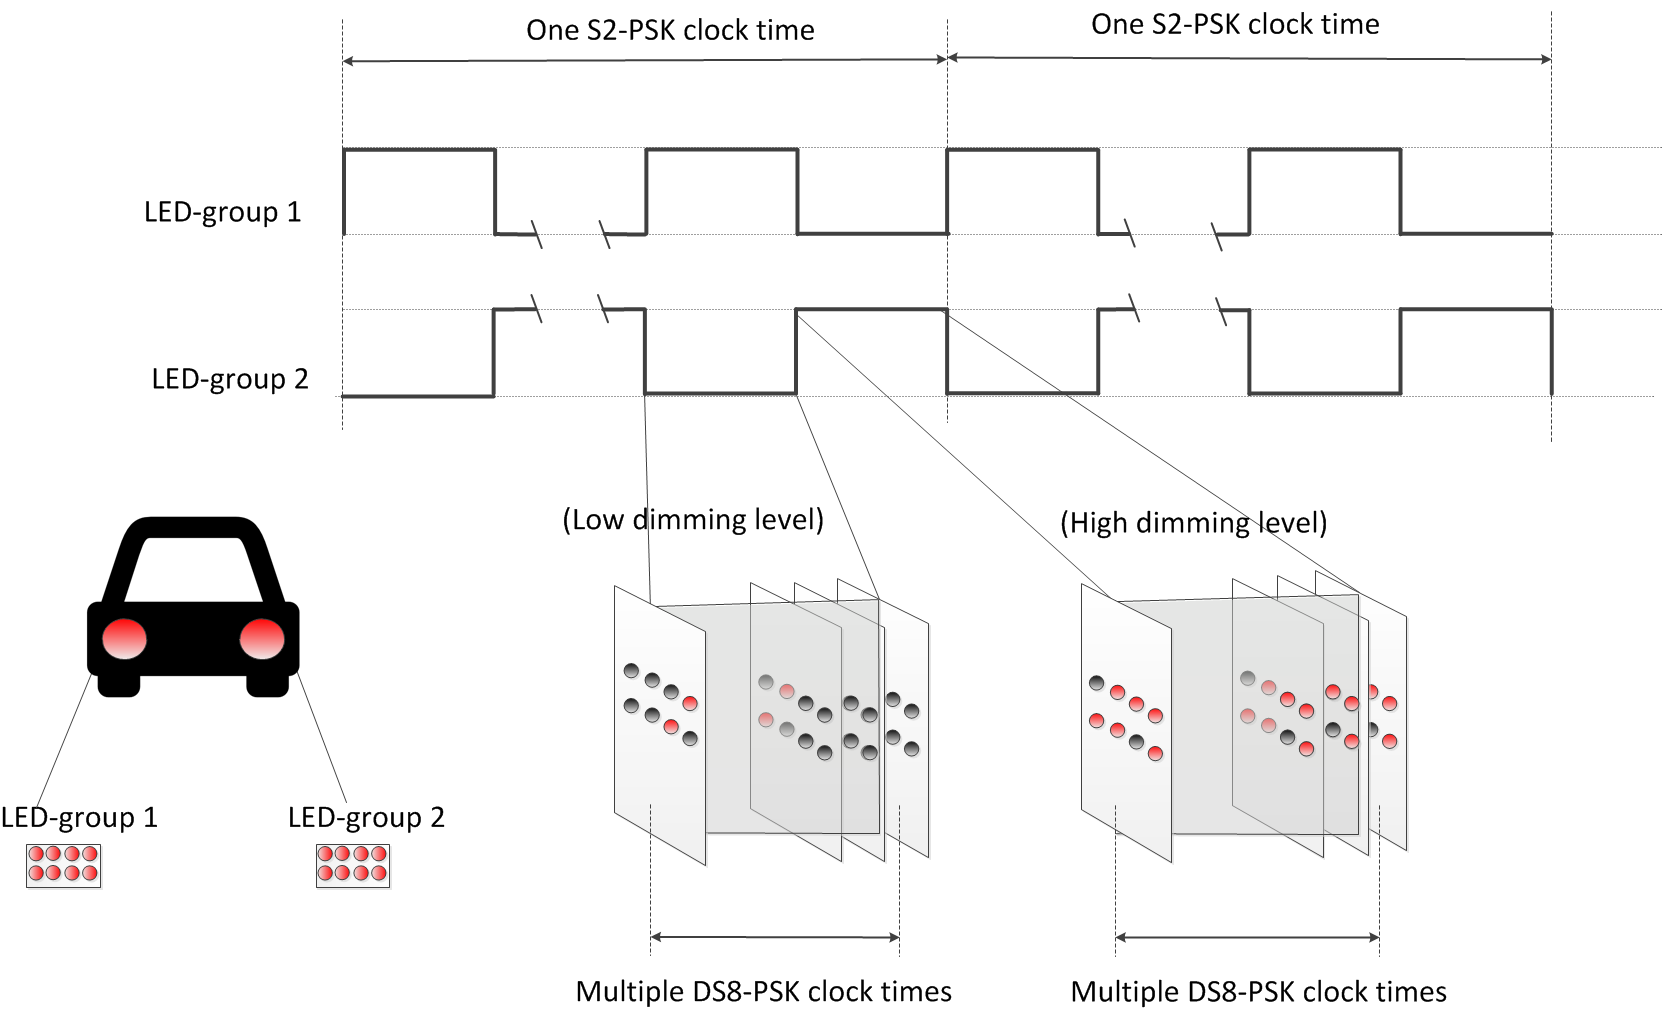 One S2-PSK clock time
One S2-PSK clock time
LED-group 1
LED-group 2
(Low dimming level)
(High dimming level)
LED-group 1
LED-group 2
Multiple DS8-PSK clock times
Multiple DS8-PSK clock times